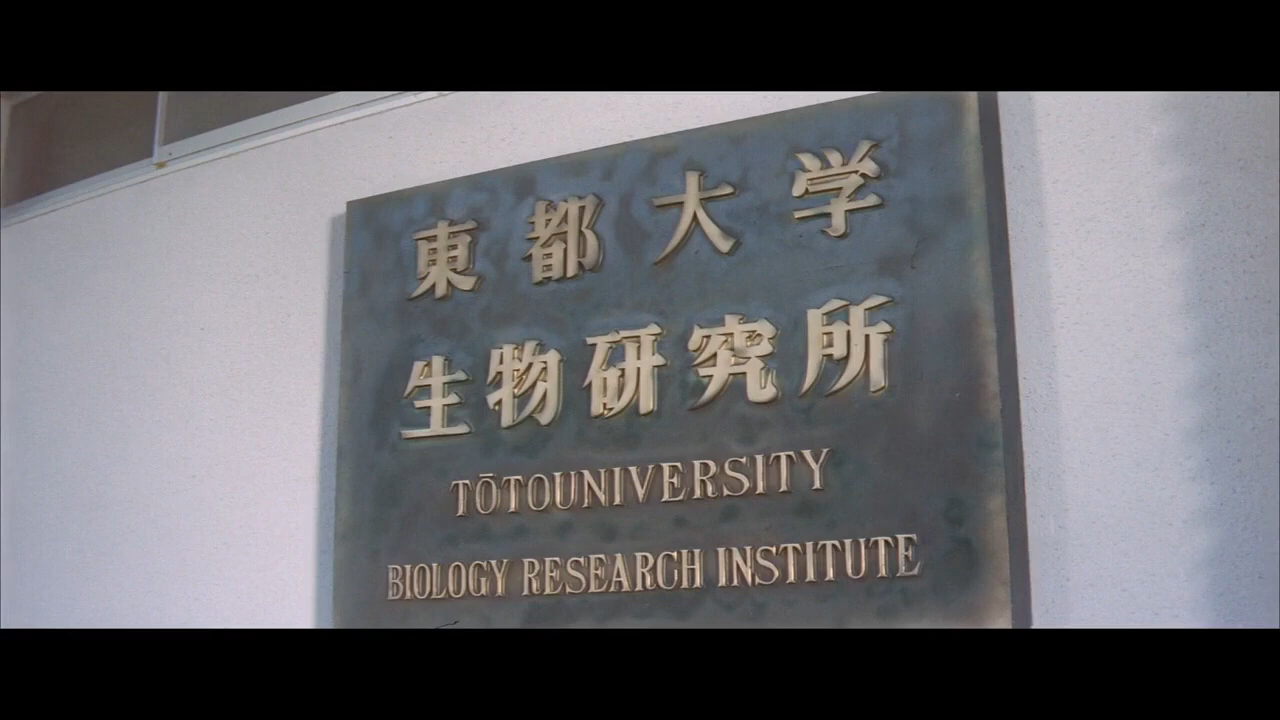 東都大学
生物研究所
TŌTOUNIVERSITY
BIOLOGY RESEARCH INSTITUTE